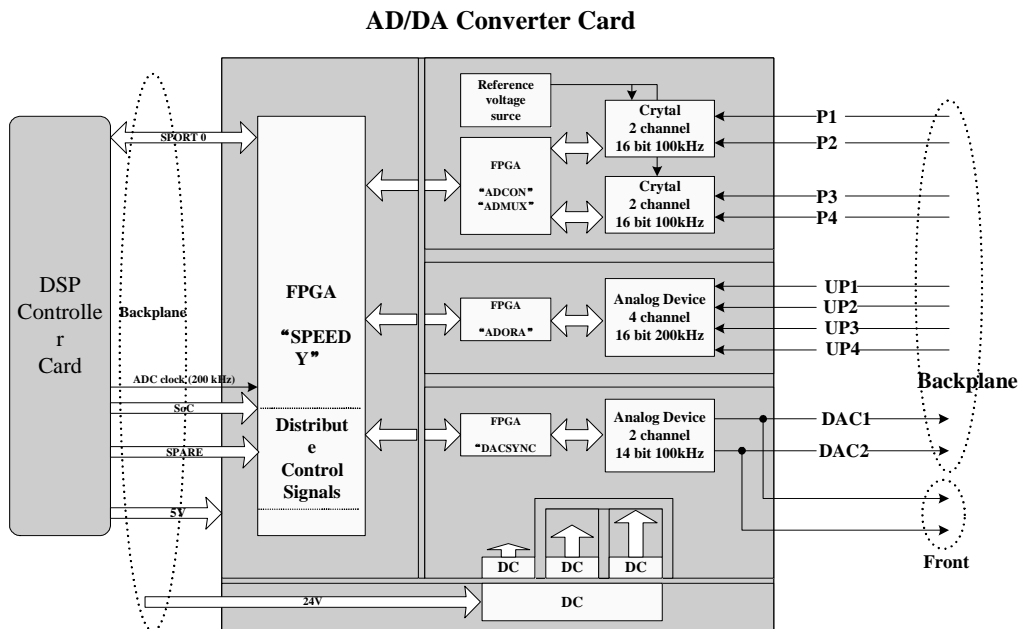 AD/DA Converter Card
Reference
voltage
surce
Crytal
2 channel
16 bit 100kHz
P1
P2
SPORT 0
FPGA
“ADCON”
“ADMUX”
Crytal
2 channel
16 bit 100kHz
P3
P4
DSP
Controlle
r
Card
Backplane
FPGA
“SPEED
Y”
FPGA
“ADORA”
Analog Device
4 channel
16 bit 200kHz
UP1
UP2
UP3
UP4
Backplane
ADC clock (200 kHz)
SoC
SPARE
5V
Distribut
e
Control
Signals
FPGA
“DACSYNC
Analog Device
2 channel
14 bit 100kHz
DAC1
DAC2
Front
DC
DC
DC
24V
DC